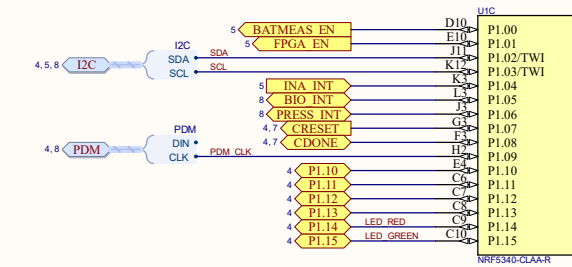 U1C
5 BATMEAS_EN D10 P1.00
5 FPGA_EN E10 P1.01
I2C
4, 5, 8 I2C SDA SDA J11 P1.02/TWI
SCL SCL K12 P1.03/TWI
5 INA_INT K3 P1.04
8 BIO_INT L3 P1.05
8 PRESS_INT J3 P1.06
4, 7 CRESET G3 P1.07
PDM
4, 7 CDONE F3 P1.08
4, 8 PDM DIN
CLK PDM_CLK H2 P1.09
4 P1.10 E4 P1.10
4 P1.11 C6 P1.11
4 P1.12 C7 P1.12
4 P1.13 C8 P1.13
4 P1.14 LED_RED C9 P1.14
4 P1.15 LED_GREEN C10 P1.15
NRF5340-CLAA-R